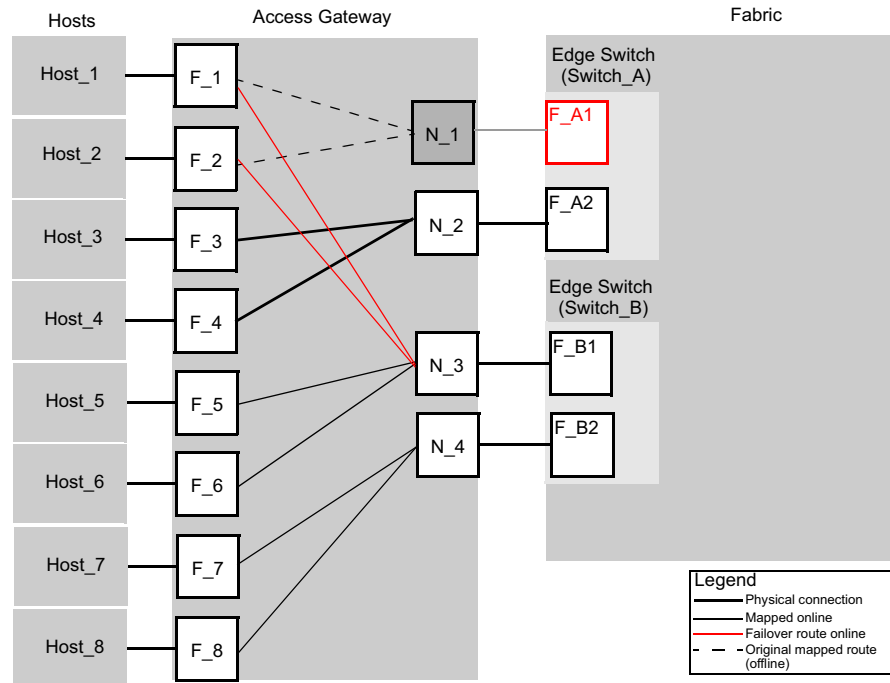 Hosts
Access Gateway
Fabric
Host_1
Host_2
Host_3
Host_4
Host_5
Host_6
Host_7
Host_8
F_1
F_2
F_3
F_4
F_5
F_6
F_7
F_8
N_1
N_2
N_3
N_4
Edge Switch
(Switch_A)
F_A1
F_A2
Edge Switch
(Switch_B)
F_B1
F_B2
Legend
Physical connection
Mapped online
Failover route online
Original mapped route
(offline)